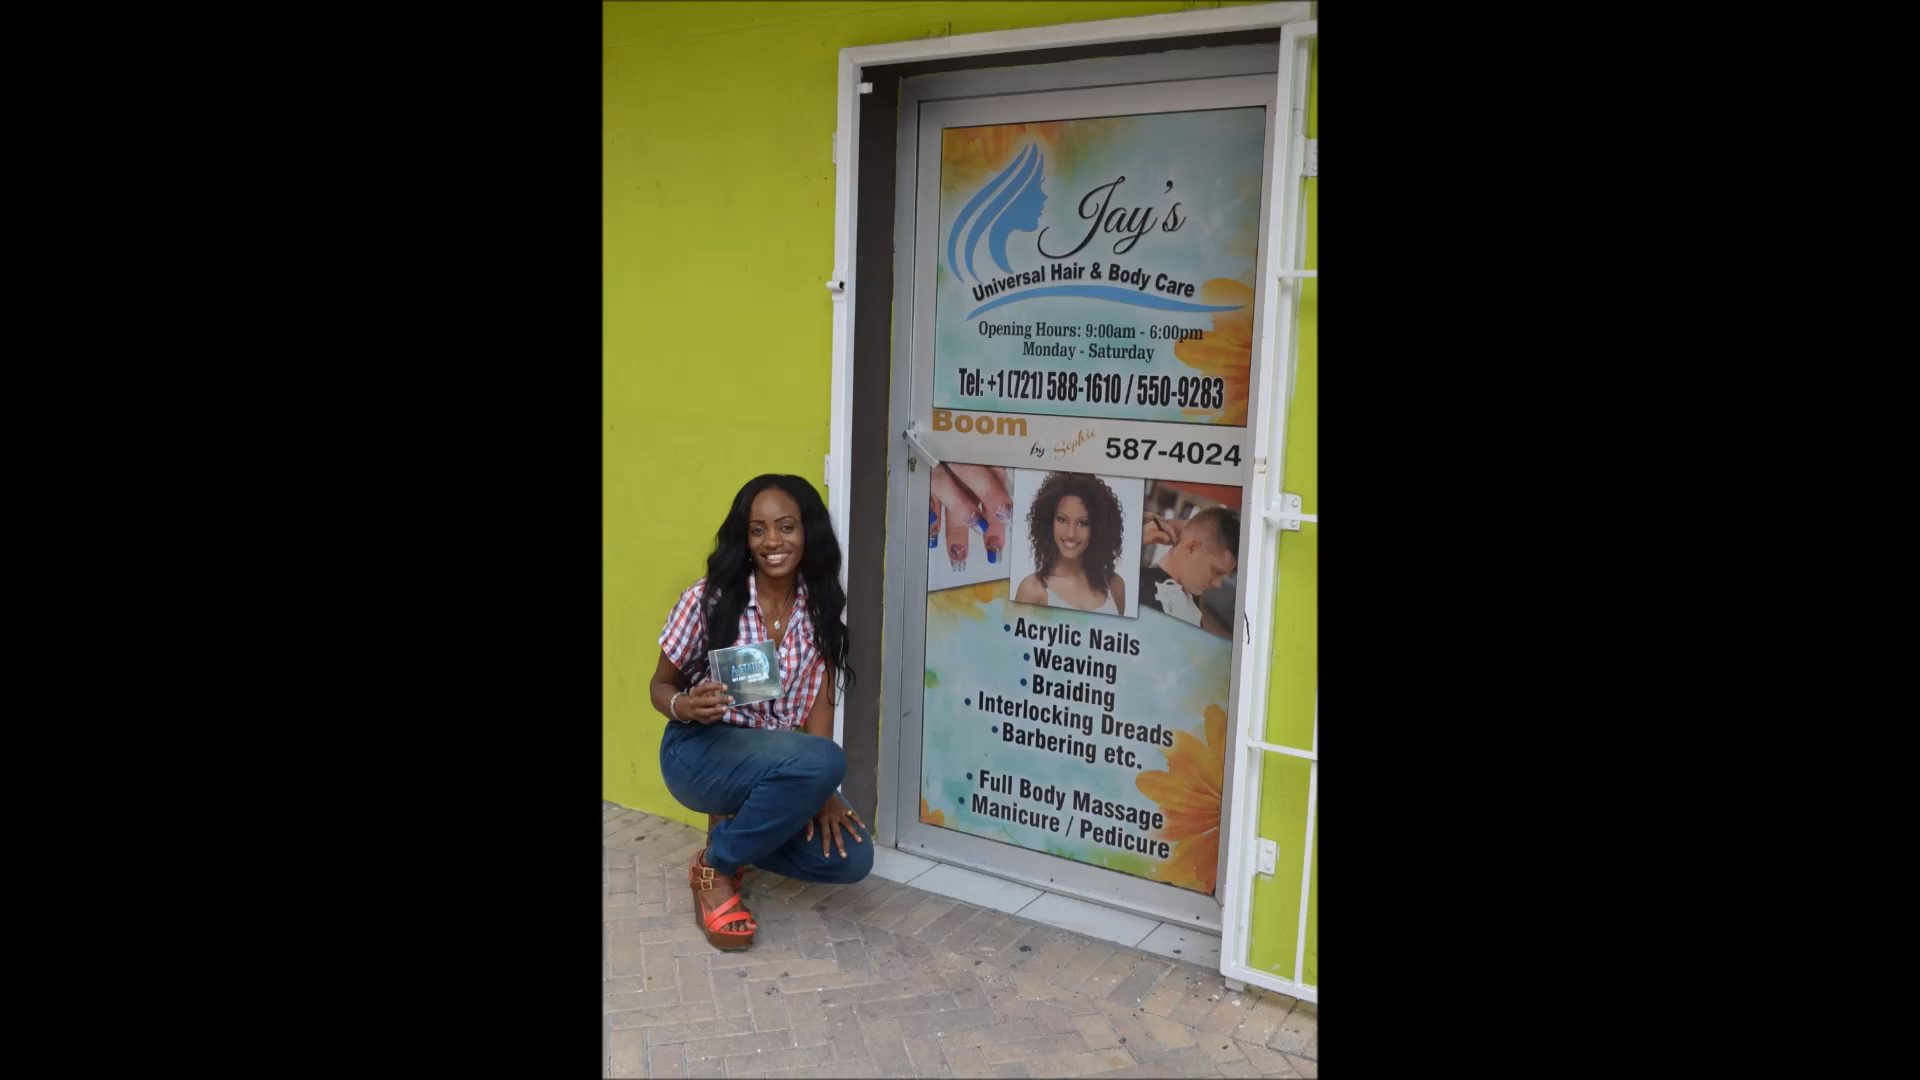 Jay's
Universal Hair & Body Care
Opening Hours: 9:00am - 6:00pm
Monday - Saturday
Tel: +1 (721) 588-1610 / 550-9283
Boom
by Sophie 587-4024
• Acrylic Nails
• Weaving
• Braiding
• Interlocking Dreads
• Barbering etc.
• Full Body Massage
• Manicure / Pedicure
A-STATIC